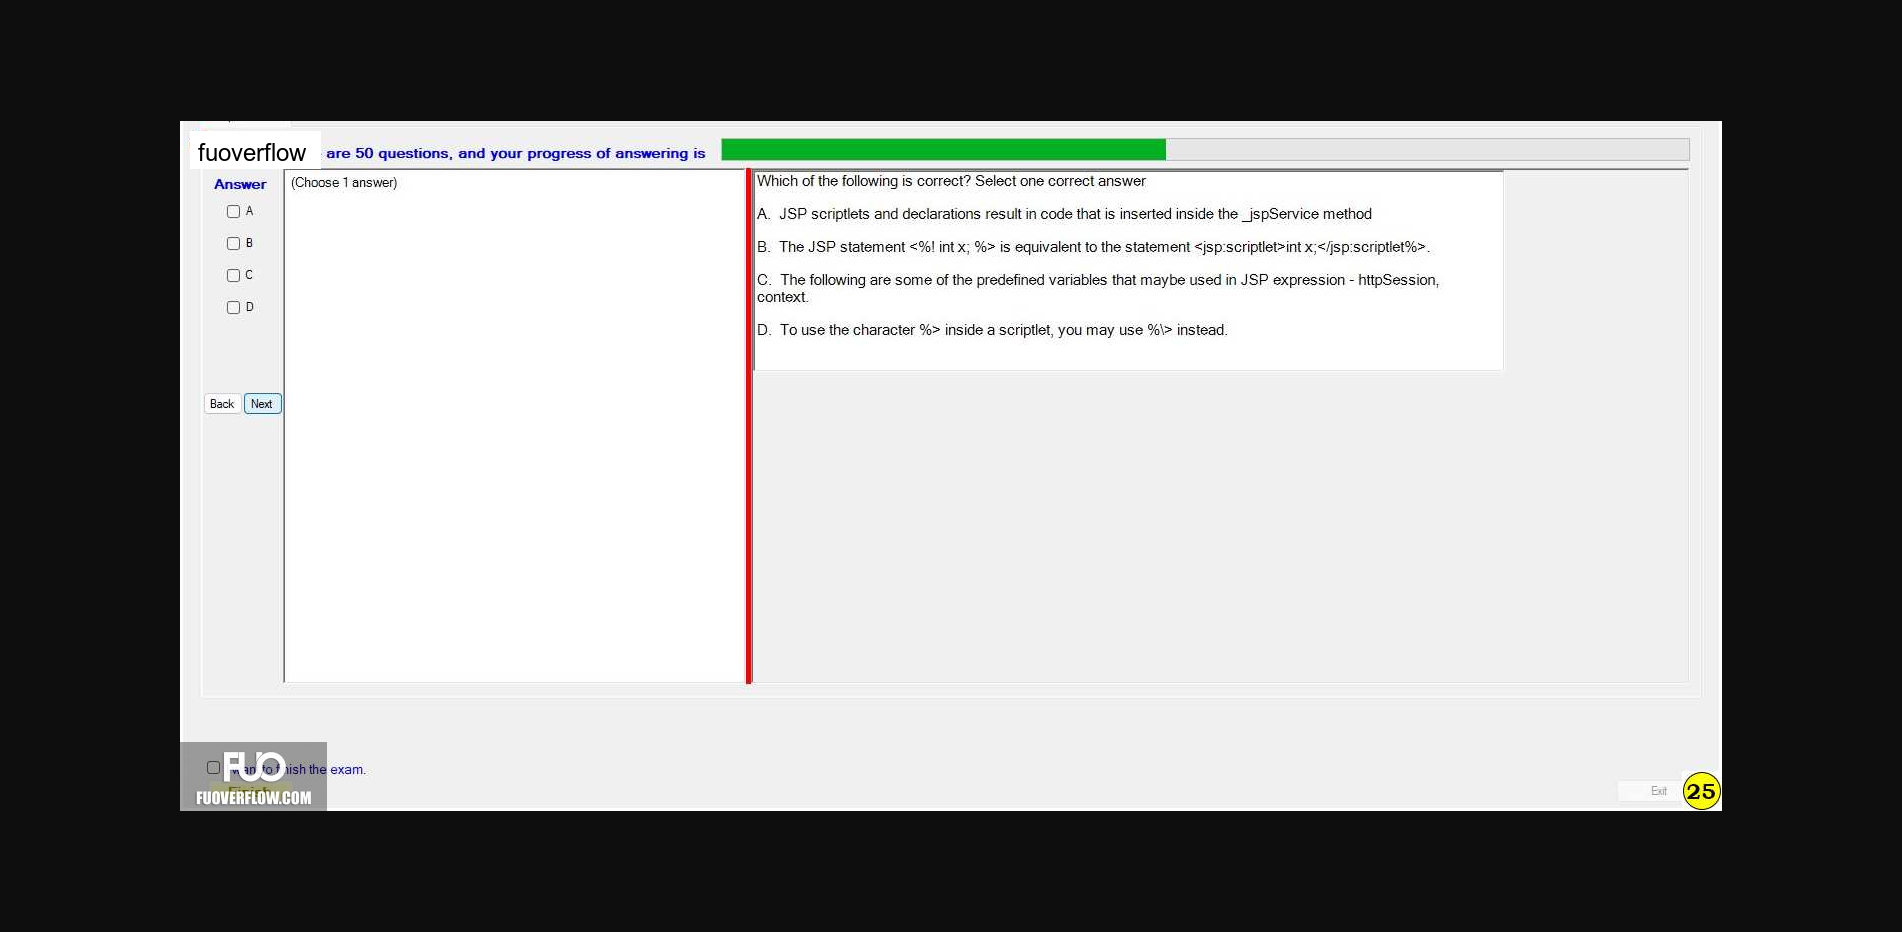 fuoverflow are 50 questions, and your progress of answering is
Answer
(Choose 1 answer)
A
B
C
D
Back Next
Which of the following is correct? Select one correct answer
A. JSP scriptlets and declarations result in code that is inserted inside the _jspService method
B. The JSP statement <%! int x; %> is equivalent to the statement <jsp:scriptlet>int x;</jsp:scriptlet%>.
C. The following are some of the predefined variables that maybe used in JSP expression - httpSession,
context.
D. To use the character %> inside a scriptlet, you may use %\> instead.
FUO
want to finish the exam.
Finish
FUOVERFLOW.COM
Exit
25